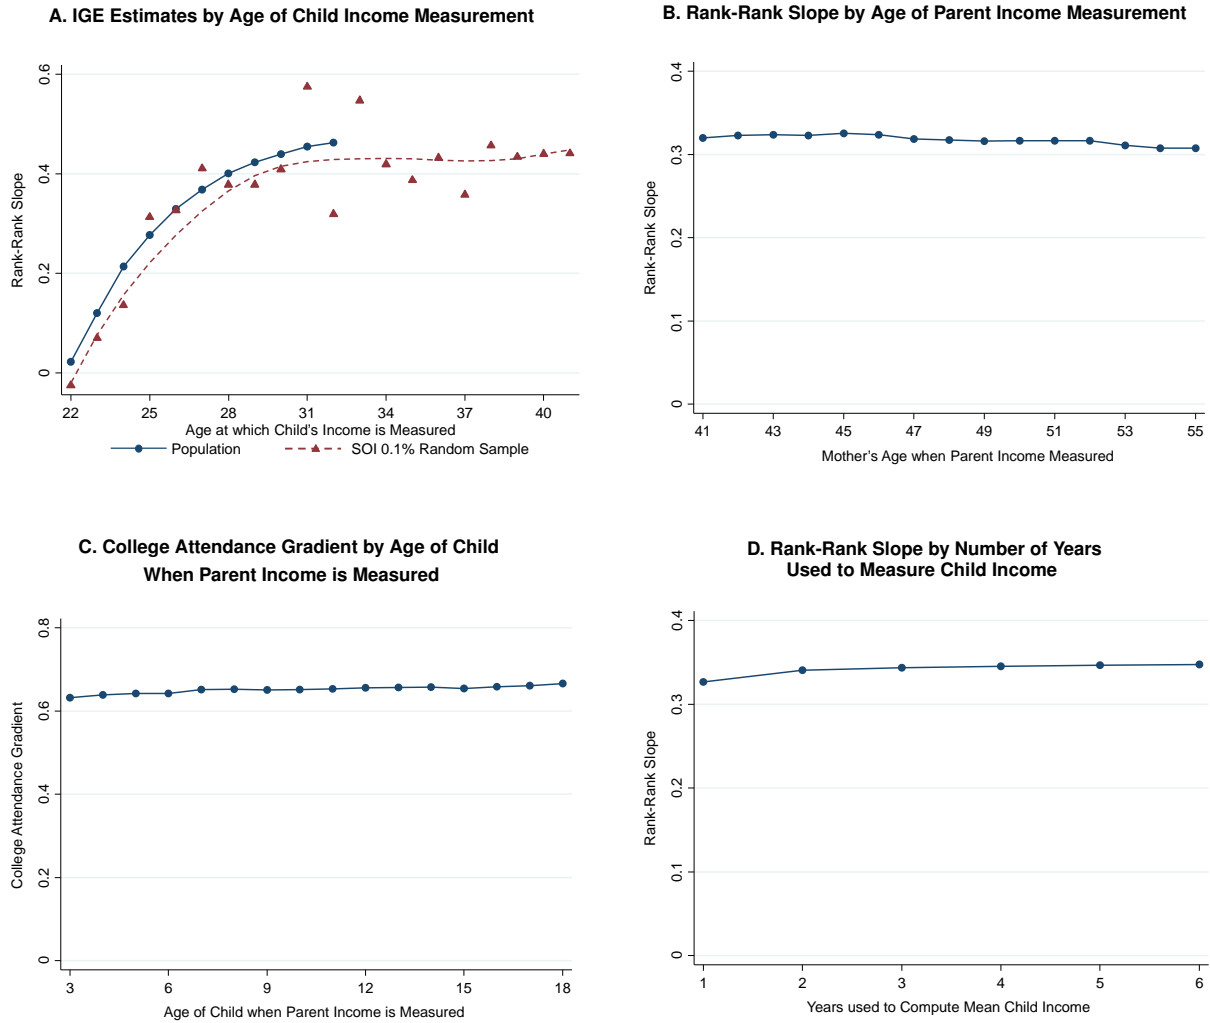 A. IGE Estimates by Age of Child Income Measurement
Rank-Rank Slope
0.6
0.4
0.2
0
22 25 28 31 34 37 40
Age at which Child's Income is Measured
Population SOI 0.1% Random Sample
B. Rank-Rank Slope by Age of Parent Income Measurement
Rank-Rank Slope
0.4
0.3
0.2
0.1
0
41 43 45 47 49 51 53 55
Mother's Age when Parent Income Measured
C. College Attendance Gradient by Age of Child
When Parent Income is Measured
College Attendance Gradient
0.8
0.6
0.4
0.2
0
3 6 9 12 15 18
Age of Child when Parent Income is Measured
D. Rank-Rank Slope by Number of Years
Used to Measure Child Income
Rank-Rank Slope
0.4
0.3
0.2
0.1
0
1 2 3 4 5 6
Years used to Compute Mean Child Income